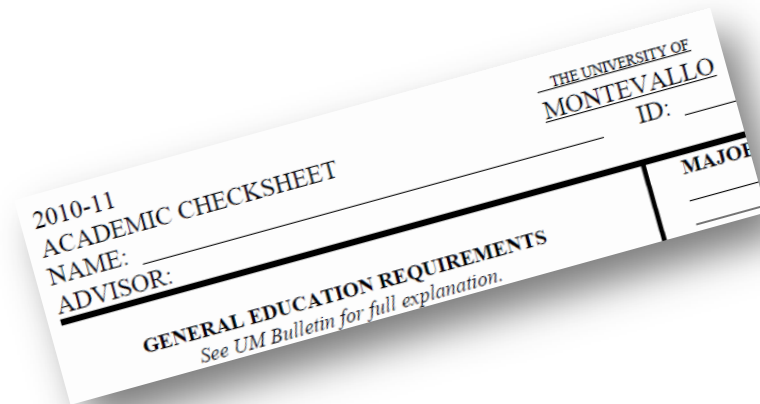 THE UNIVERSITY OF
MONTEVALLO
2010-11
ACADEMIC CHECKSHEET
NAME:
ID:
ADVISOR:
GENERAL EDUCATION REQUIREMENTS
See UM Bulletin for full explanation.